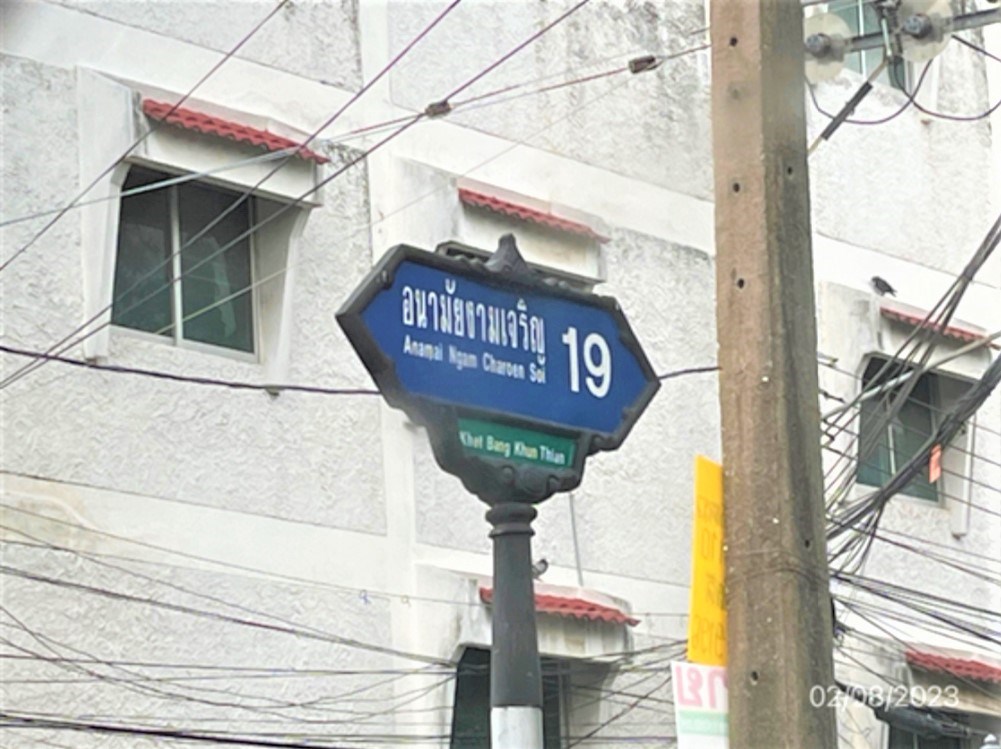 อนามัยงามเจริญ
Anamai Ngam Charoen Soi
19
Khet Bang Khun Thian
02/08/2023